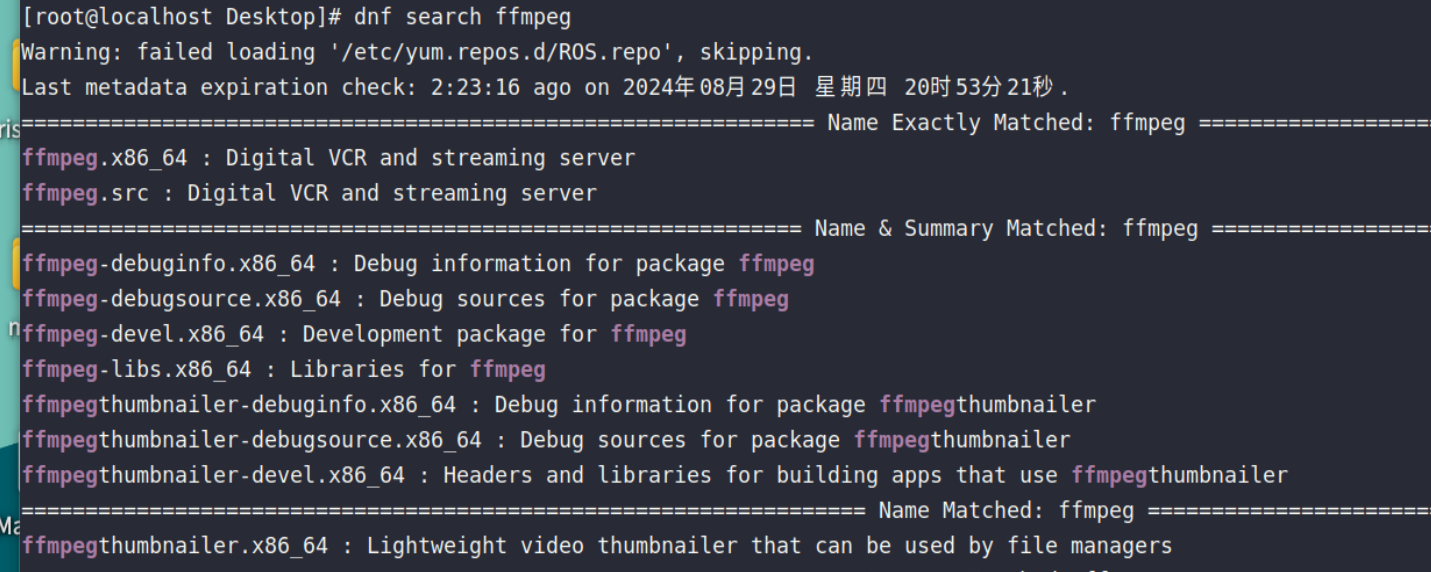 [root@localhost Desktop]# dnf search ffmpeg
Warning: failed loading '/etc/yum.repos.d/ROS.repo', skipping.
Last metadata expiration check: 2:23:16 ago on 2024年08月29日 星期四 20时53分21秒.
============================================================== Name Exactly Matched: ffmpeg ==================
ffmpeg.x86_64 : Digital VCR and streaming server
ffmpeg.src : Digital VCR and streaming server
============================================================= Name & Summary Matched: ffmpeg =================
ffmpeg-debuginfo.x86_64 : Debug information for package ffmpeg
ffmpeg-debugsource.x86_64 : Debug sources for package ffmpeg
ffmpeg-devel.x86_64 : Development package for ffmpeg
ffmpeg-libs.x86_64 : Libraries for ffmpeg
ffmpegthumbnailer-debuginfo.x86_64 : Debug information for package ffmpegthumbnailer
ffmpegthumbnailer-debugsource.x86_64 : Debug sources for package ffmpegthumbnailer
ffmpegthumbnailer-devel.x86_64 : Headers and libraries for building apps that use ffmpegthumbnailer
================================================================== Name Matched: ffmpeg ======================
ffmpegthumbnailer.x86_64 : Lightweight video thumbnailer that can be used by file managers